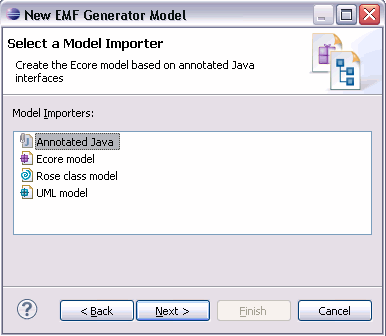 New EMF Generator Model
Select a Model Importer
Create the Ecore model based on annotated Java
interfaces
Model Importers:
Annotated Java
Ecore model
Rose class model
UML model
? < Back Next > Finish Cancel